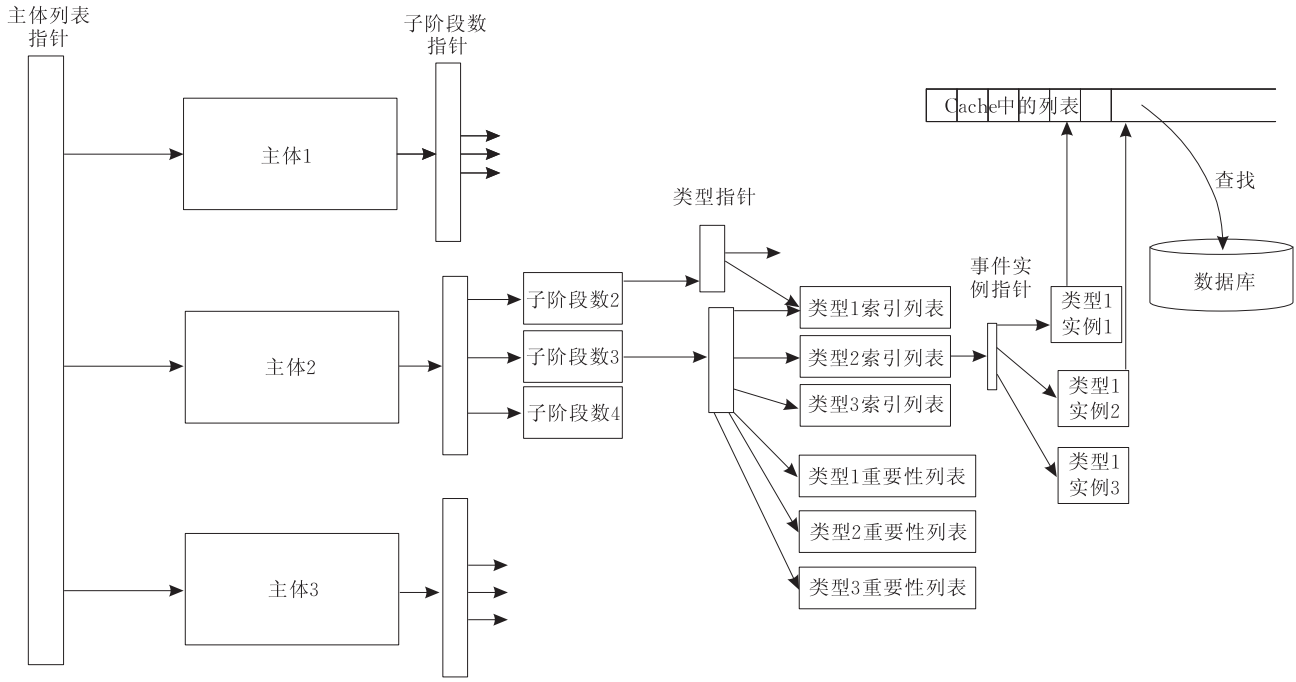 主体列表
指针
子阶段数
指针
Cache中的列表
主体1
查找
类型指针
事件实
例指针
数据库
子阶段数2
类型1索引列表
类型1
实例1
主体2
子阶段数3
类型2索引列表
类型1
实例2
子阶段数4
类型3索引列表
类型1
实例3
类型1重要性列表
类型2重要性列表
主体3
类型3重要性列表